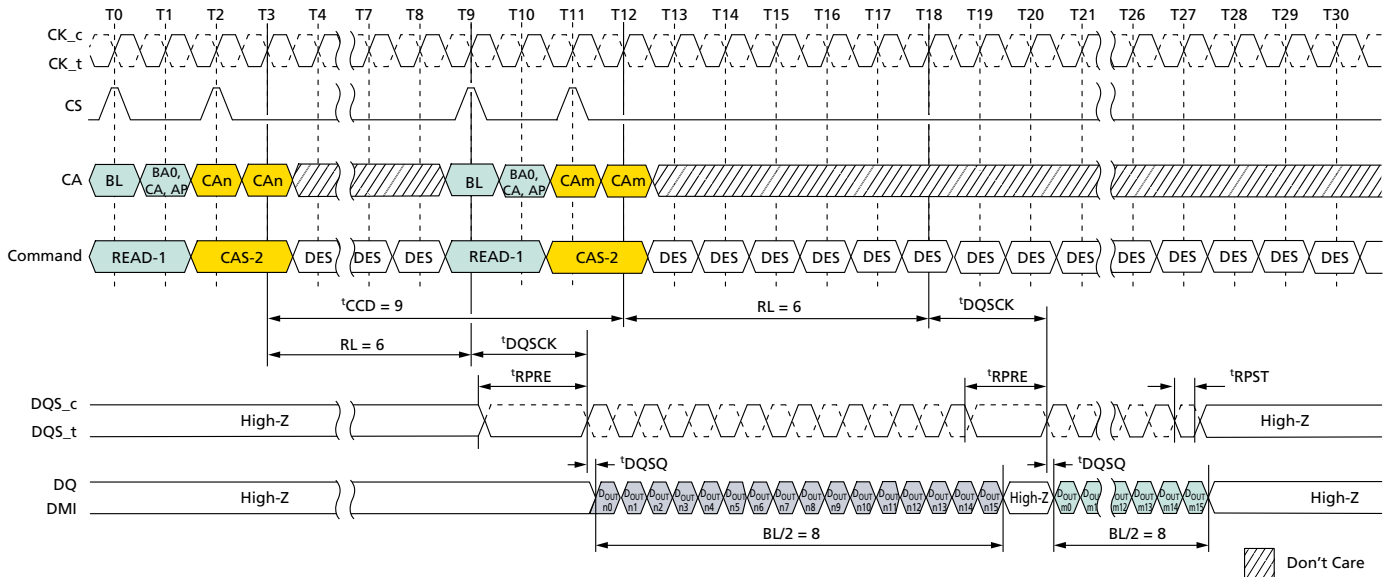 T0 T1 T2 T3 T4 T7 T8 T9 T10 T11 T12 T13 T14 T15 T16 T17 T18 T19 T20 T21 T26 T27 T28 T29 T30
CK_c
CK_t
CS
CA BL BA0, CA, AP CAn CAn BL BA0, CA, AP CAm CAm
Command READ-1 CAS-2 DES DES DES READ-1 CAS-2 DES DES DES DES DES DES DES DES DES DES DES DES DES DES
tCCD = 9 RL = 6 tDQSCK
RL = 6 tDQSCK
tRPRE tRPRE tRPST
DQS_c
DQS_t
High-Z High-Z
tDQSQ tDQSQ
DQ
DMI
High-Z DOUT n0 DOUT n1 DOUT n2 DOUT n3 DOUT n4 DOUT n5 DOUT n6 DOUT n7 DOUT n8 DOUT n9 DOUT n10 DOUT n11 DOUT n12 DOUT n13 DOUT n14 DOUT n15 High-Z DOUT m0 DOUT m1 DOUT m12 DOUT m13 DOUT m14 DOUT m15 High-Z
BL/2 = 8 BL/2 = 8
Don't Care